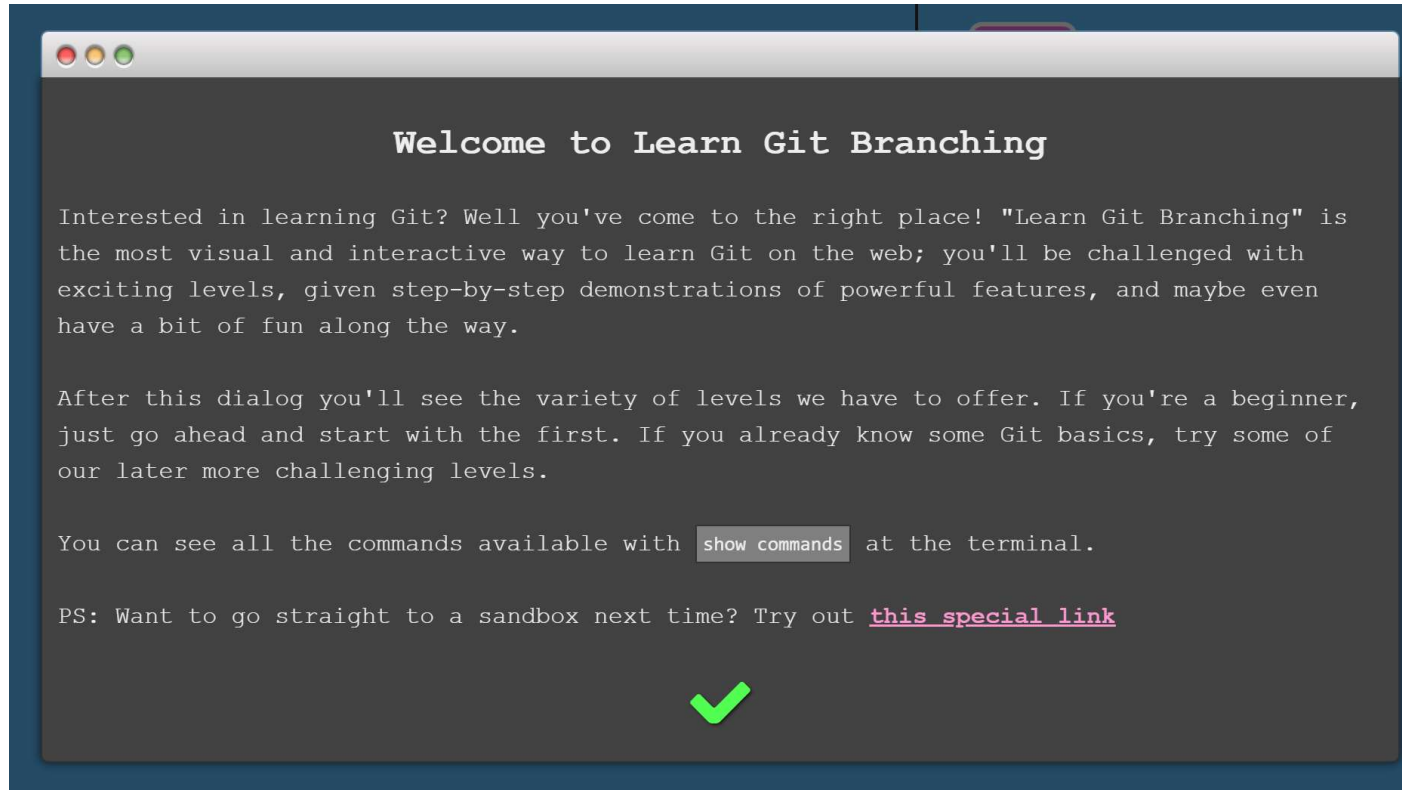 Welcome to Learn Git Branching
Interested in learning Git? Well you've come to the right place! "Learn Git Branching" is
the most visual and interactive way to learn Git on the web; you'll be challenged with
exciting levels, given step-by-step demonstrations of powerful features, and maybe even
have a bit of fun along the way.
After this dialog you'll see the variety of levels we have to offer. If you're a beginner,
just go ahead and start with the first. If you already know some Git basics, try some of
our later more challenging levels.
You can see all the commands available with show commands at the terminal.
PS: Want to go straight to a sandbox next time? Try out this special link